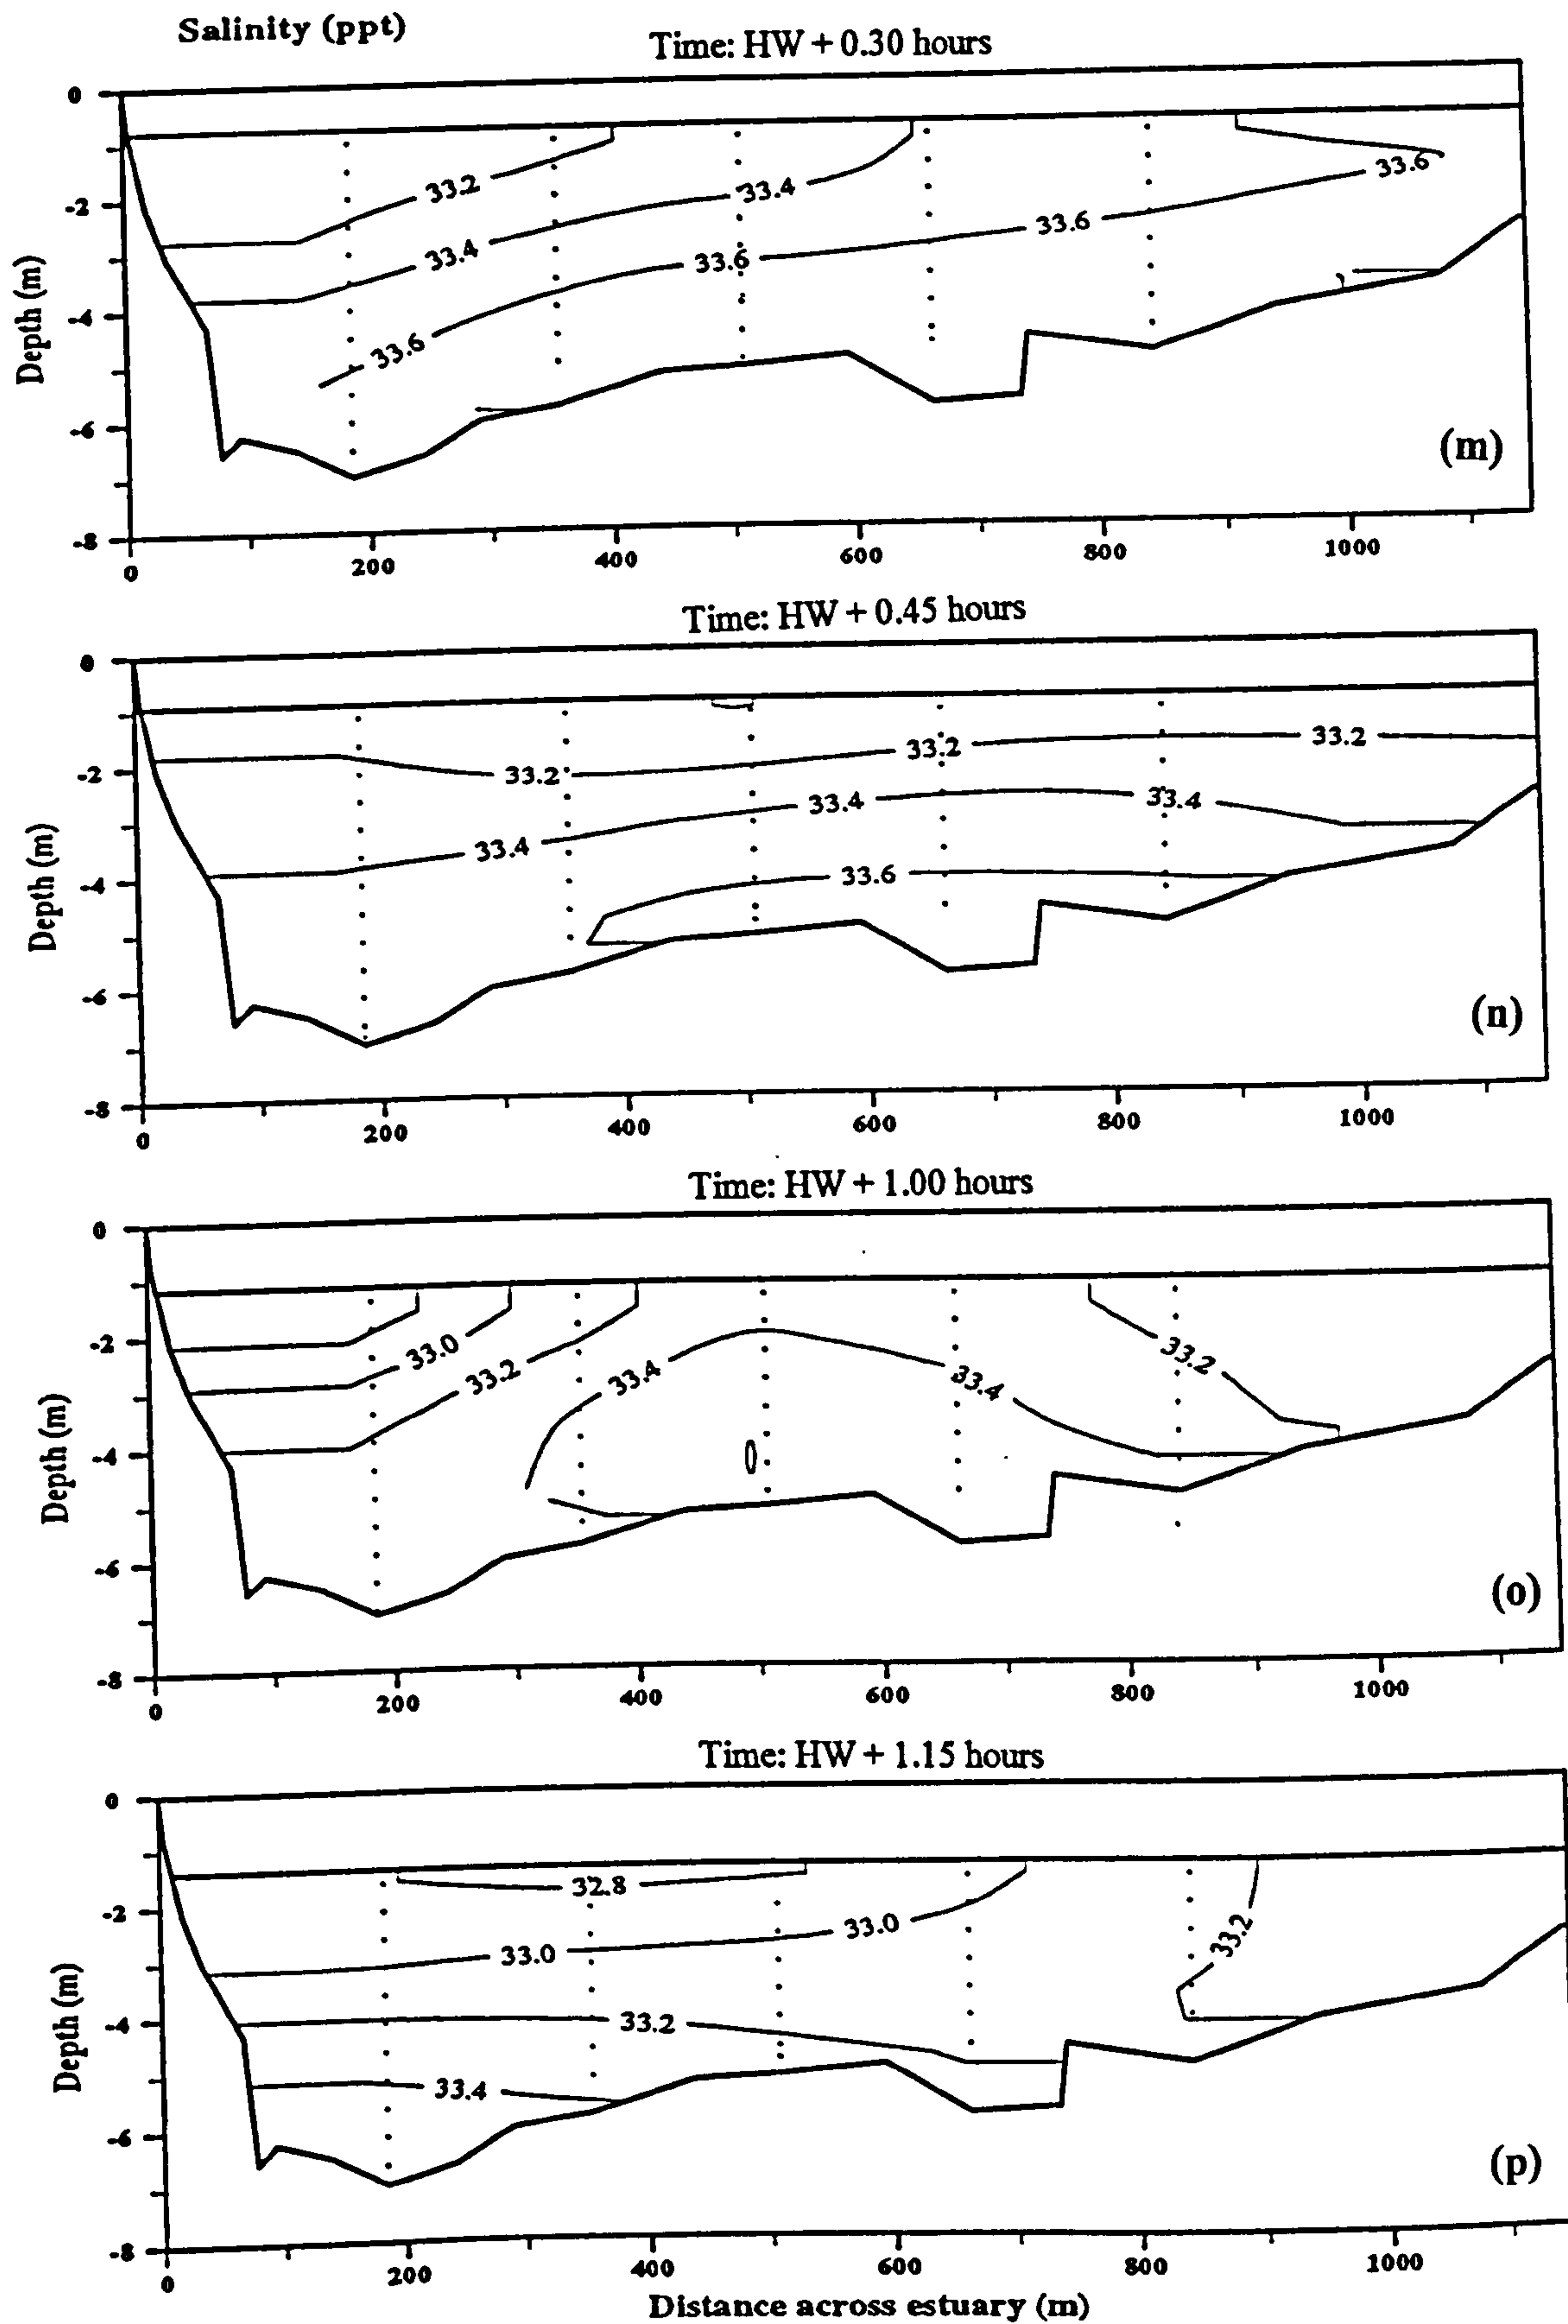 Salinity (ppt)
Time: HW + 0.30 hours
0
-2
-4
-6
-8
Depth (m)
33.2
33.4
33.4
33.6
33.6
33.6
33.6
(m)
0 200 400 600 800 1000
Time: HW + 0.45 hours
0
-2
-4
-6
-8
Depth (m)
33.2
33.2
33.2
33.4
33.4
33.4
33.6
(n)
0 200 400 600 800 1000
Time: HW + 1.00 hours
0
-2
-4
-6
-8
Depth (m)
33.0
33.2
33.4
33.4
33.2
0
(o)
0 200 400 600 800 1000
Time: HW + 1.15 hours
0
-2
-4
-6
-8
Depth (m)
32.8
33.0
33.0
33.2
33.2
33.4
(p)
0 200 400 600 800 1000
Distance across estuary (m)